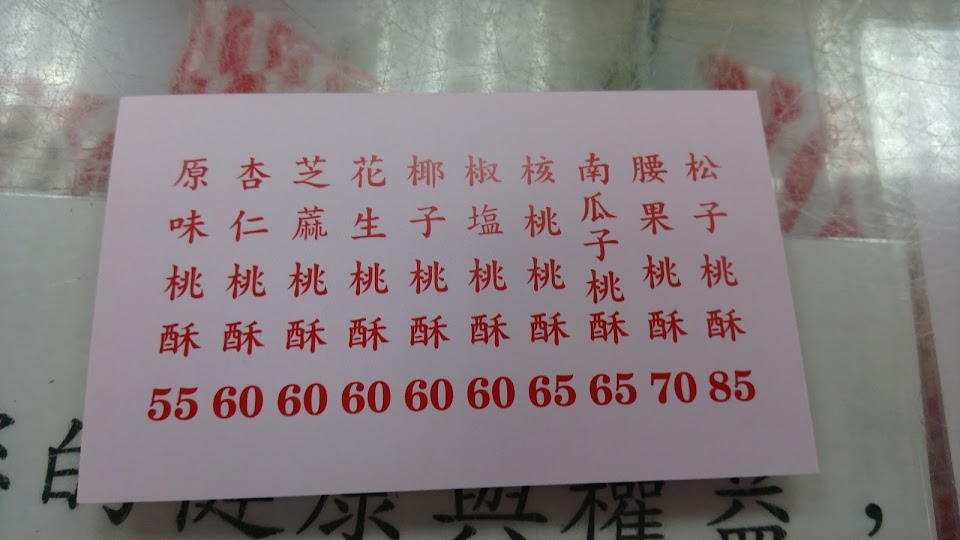 原味桃酥 55
杏仁桃酥 60
芝蔴桃酥 60
花生桃酥 60
椰子桃酥 60
椒塩桃酥 60
核桃桃酥 65
南瓜子桃酥 65
腰果桃酥 70
松子桃酥 85
的健康與權益，